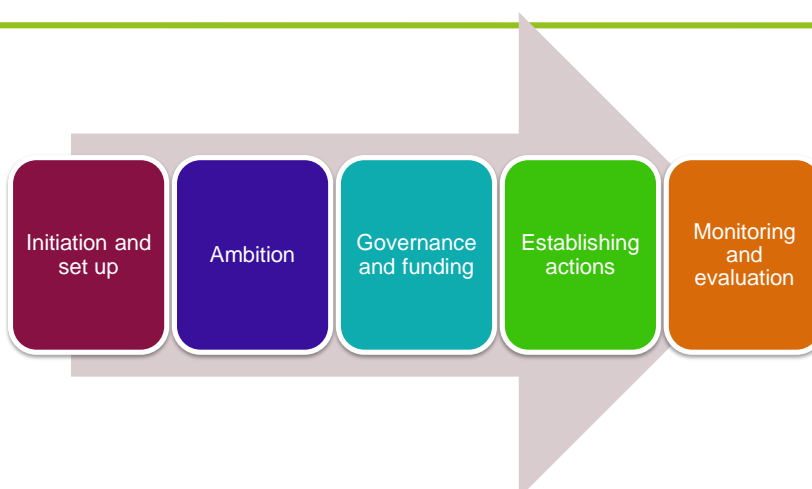 Initiation and
set up
Ambition
Governance
and funding
Establishing
actions
Monitoring
and
evaluation